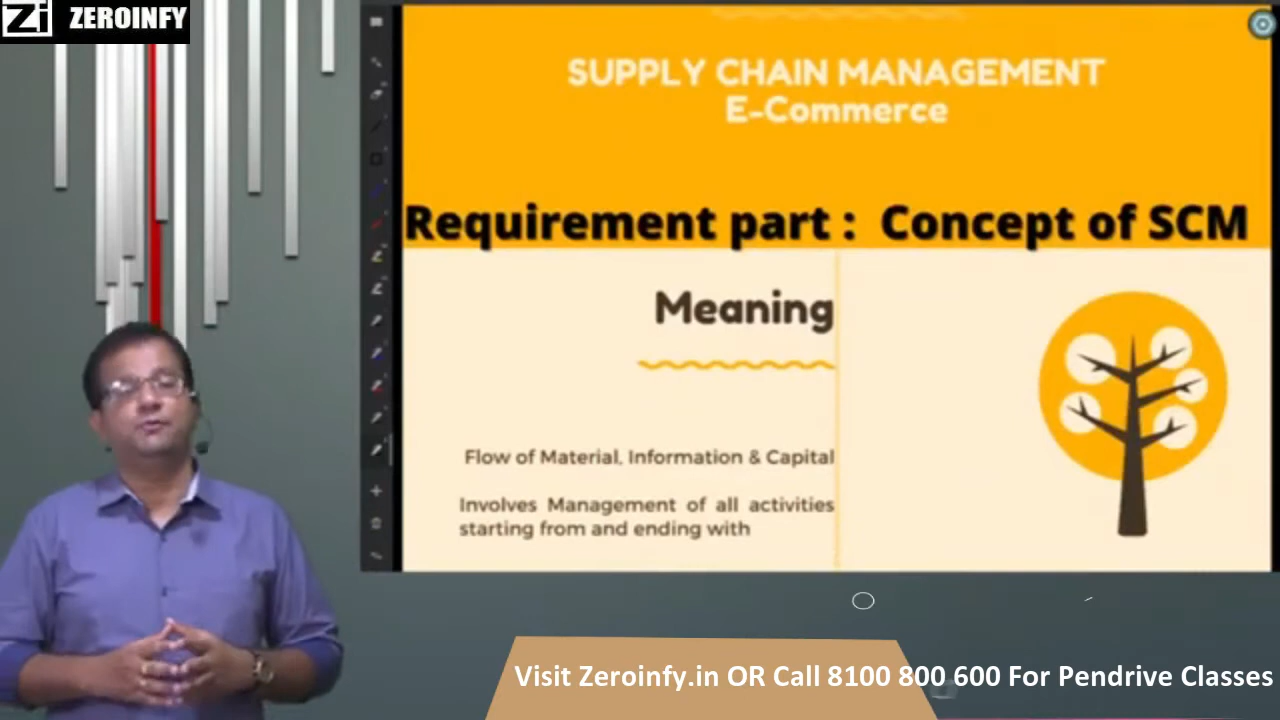 Zi ZEROINFY
SUPPLY CHAIN MANAGEMENT
E-Commerce
Requirement part : Concept of SCM
Meaning
Flow of Material, Information & Capital
Involves Management of all activities
starting from and ending with
Visit Zeroinfy.in OR Call 8100 800 600 For Pendrive Classes